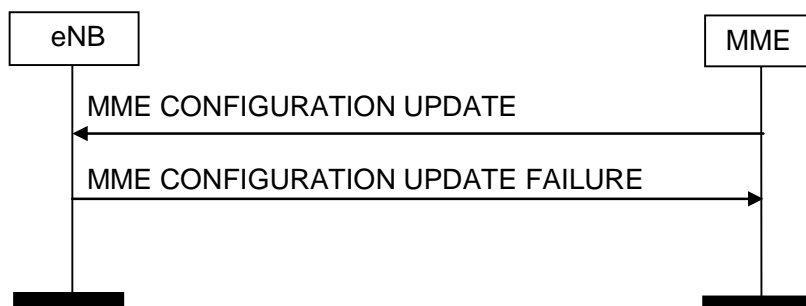 eNB
MME
MME CONFIGURATION UPDATE
MME CONFIGURATION UPDATE FAILURE